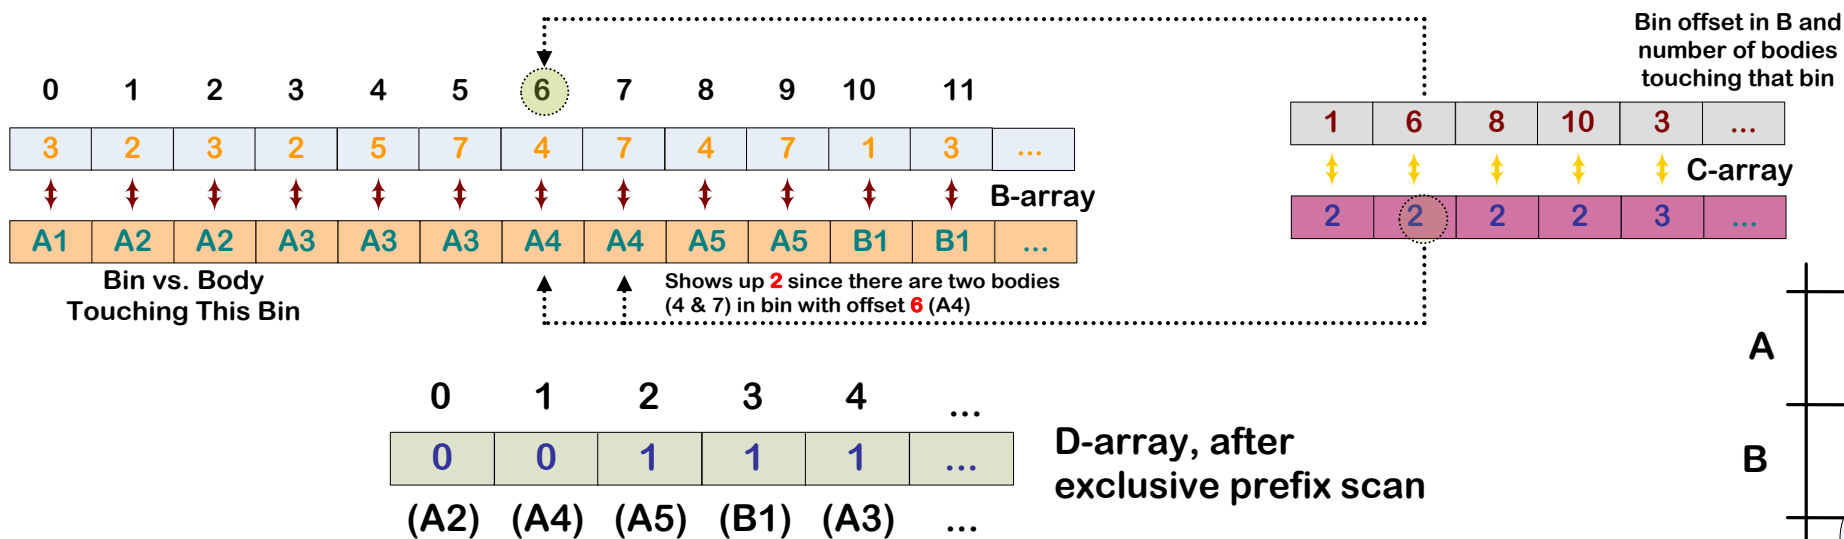 Bin offset in B and
number of bodies
touching that bin
0 1 2 3 4 5 6 7 8 9 10 11
3 2 3 2 5 7 4 7 4 7 1 3 ...
1 6 8 10 3 ...
B-array
C-array
A1 A2 A2 A3 A3 A3 A4 A4 A5 A5 B1 B1 ...
2 2 2 2 3 ...
Bin vs. Body
Touching This Bin
Shows up 2 since there are two bodies
(4 & 7) in bin with offset 6 (A4)
A
B
0 1 2 3 4 ...
0 0 1 1 1 ...
(A2) (A4) (A5) (B1) (A3) ...
D-array, after
exclusive prefix scan